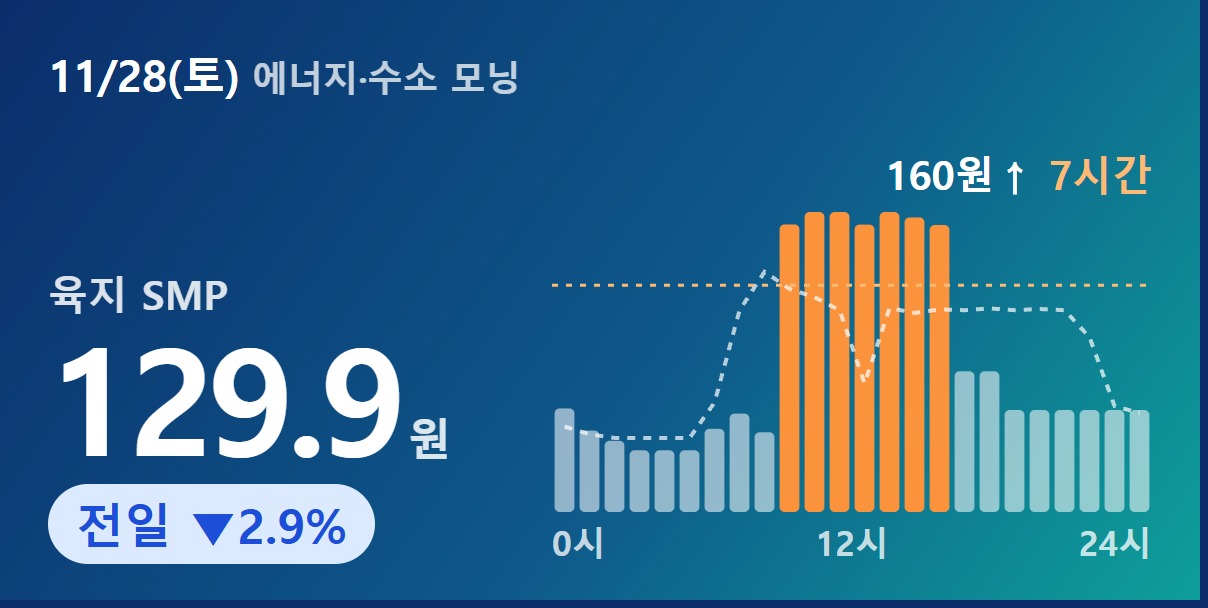 11/28(토) 에너지·수소 모닝
160원↑ 7시간
육지 SMP
129.9원
전일 ▼2.9%
0시 12시 24시